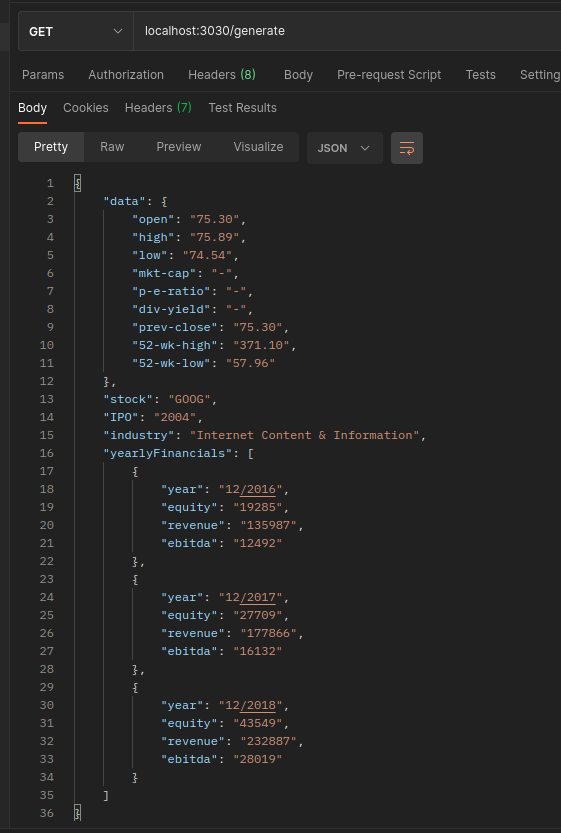 GET localhost:3030/generate
Params Authorization Headers (8) Body Pre-request Script Tests Setting
Body Cookies Headers (7) Test Results
Pretty Raw Preview Visualize JSON
1 {
2 "data": {
3 "open": "75.30",
4 "high": "75.89",
5 "low": "74.54",
6 "mkt-cap": "-",
7 "p-e-ratio": "-",
8 "div-yield": "-",
9 "prev-close": "75.30",
10 "52-wk-high": "371.10",
11 "52-wk-low": "57.96"
12 },
13 "stock": "GOOG",
14 "IPO": "2004",
15 "industry": "Internet Content & Information",
16 "yearlyFinancials": [
17 {
18 "year": "12/2016",
19 "equity": "19285",
20 "revenue": "135987",
21 "ebitda": "12492"
22 },
23 {
24 "year": "12/2017",
25 "equity": "27709",
26 "revenue": "177866",
27 "ebitda": "16132"
28 },
29 {
30 "year": "12/2018",
31 "equity": "43549",
32 "revenue": "232887",
33 "ebitda": "28019"
34 }
35 ]
36 }